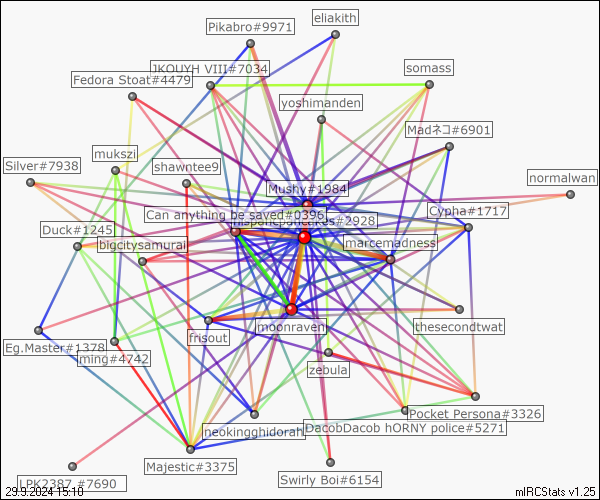 eliakith
Pikabro#9971
JKOUYH VIII#7034
somass
Fedora Stoat#4479
yoshimanden
Madネコ#6901
mukszi
shawntee9
Silver#7938
normalwan
Mushy#1984
Can anything be saved#0396
#2928
Cypha#1717
Duck#1245
bigcitysamurai
marcemadness
moonraven
thesecondtwat
frisout
Eg.Master#1378
ming#4742
zebula
Pocket Persona#3326
DacobDacob hORNY police#5271
neokingghidorah
Majestic#3375
Swirly Boi#6154
LPK2387 #7690
29.9.2024 15:10
mIRCStats v1.25